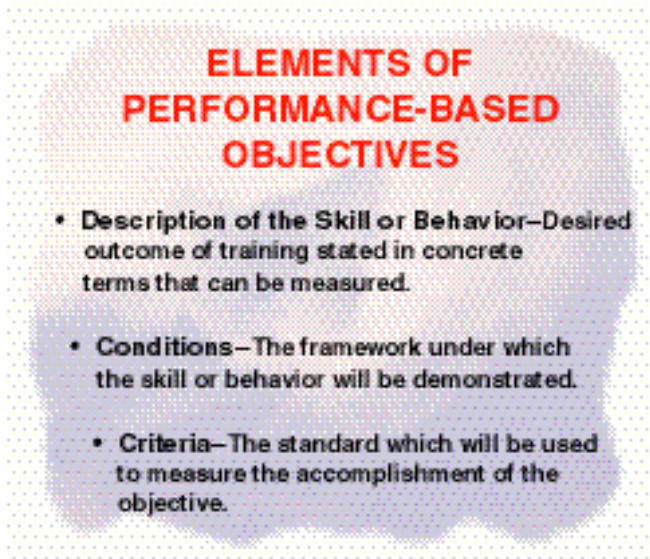 ELEMENTS OF
PERFORMANCE-BASED
OBJECTIVES
• Description of the Skill or Behavior–Desired
outcome of training stated in concrete
terms that can be measured.
• Conditions–The framework under which
the skill or behavior will be demonstrated.
• Criteria–The standard which will be used
to measure the accomplishment of the
objective.